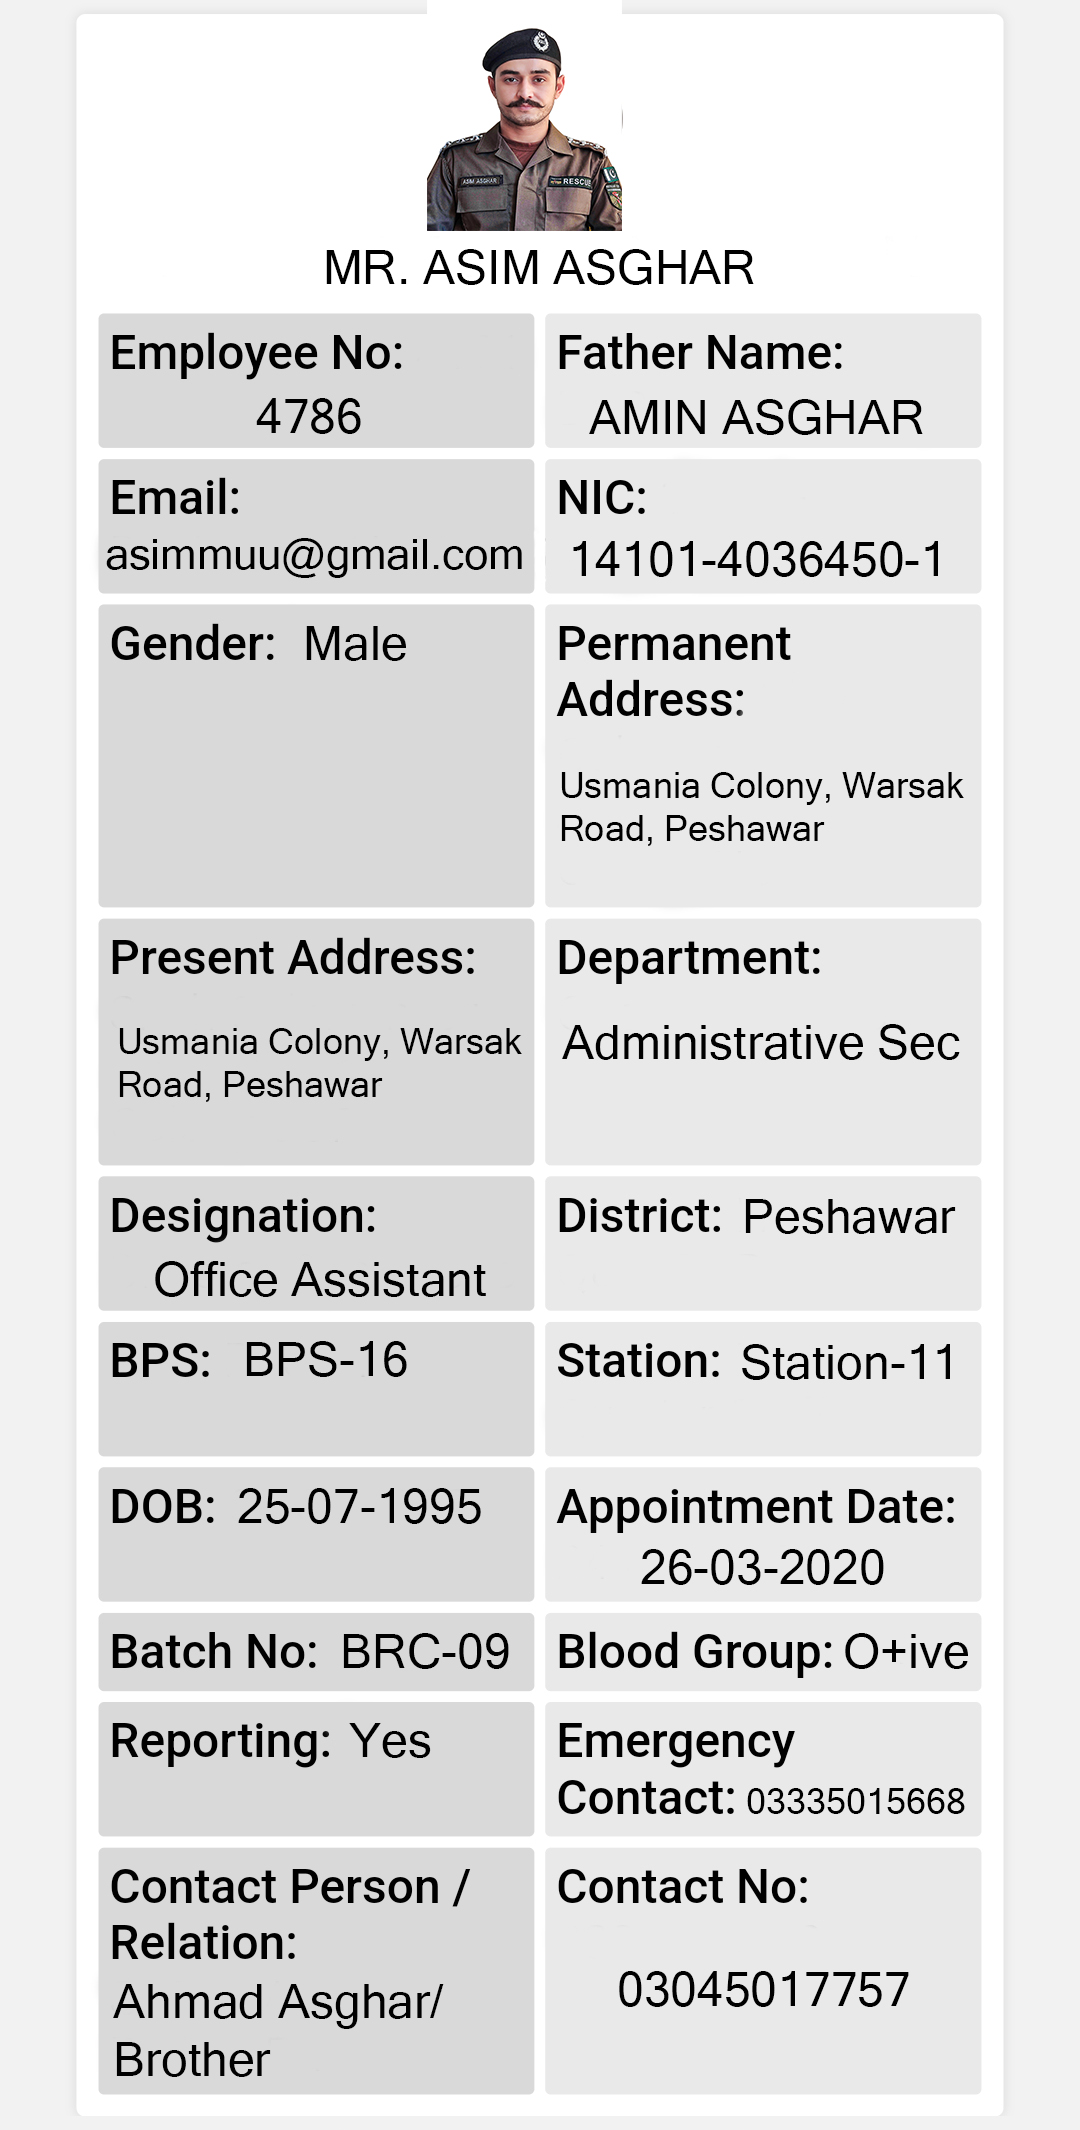 ASIM ASGHAR
RESCUE
MR. ASIM ASGHAR
Employee No:
4786
Father Name:
AMIN ASGHAR
Email:
asimmuu@gmail.com
NIC:
14101-4036450-1
Gender: Male
Permanent
Address:
Usmania Colony, Warsak
Road, Peshawar
Present Address:
Usmania Colony, Warsak
Road, Peshawar
Department:
Administrative Sec
Designation:
Office Assistant
District: Peshawar
BPS: BPS-16
Station: Station-11
DOB: 25-07-1995
Appointment Date:
26-03-2020
Batch No: BRC-09
Blood Group: O+ive
Reporting: Yes
Emergency
Contact: 03335015668
Contact Person /
Relation:
Ahmad Asghar/
Brother
Contact No:
03045017757